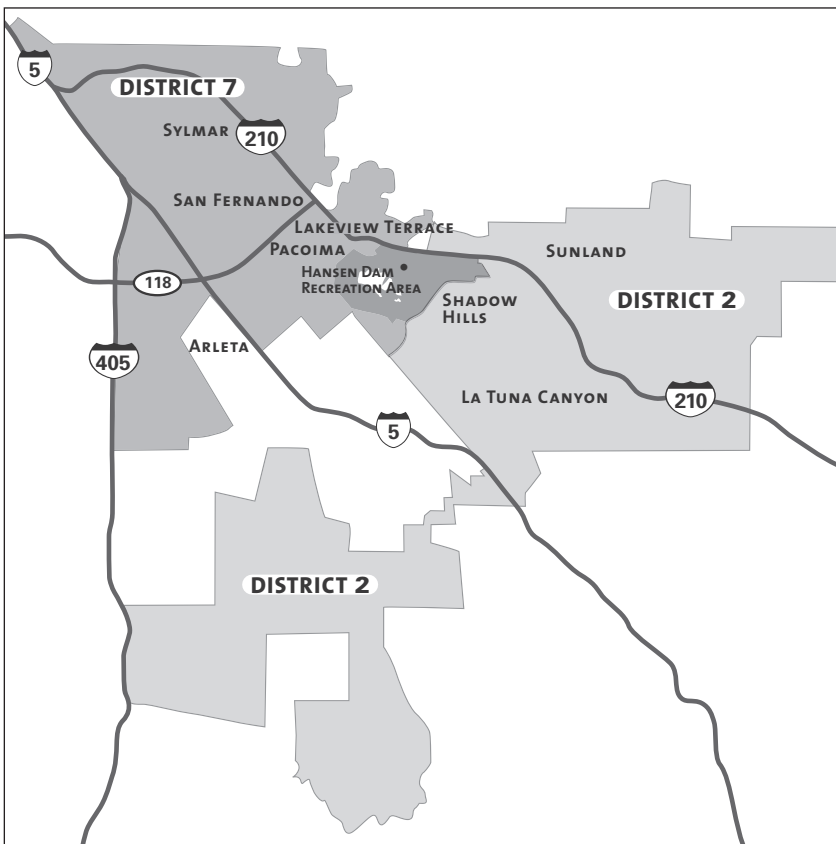 5
DISTRICT 7
SYLMAR
210
SAN FERNANDO
LAKEVIEW TERRACE
PACOIMA
SUNLAND
HANSEN DAM
RECREATION AREA
118
SHADOW
HILLS
DISTRICT 2
ARLETA
405
LA TUNA CANYON
210
5
DISTRICT 2